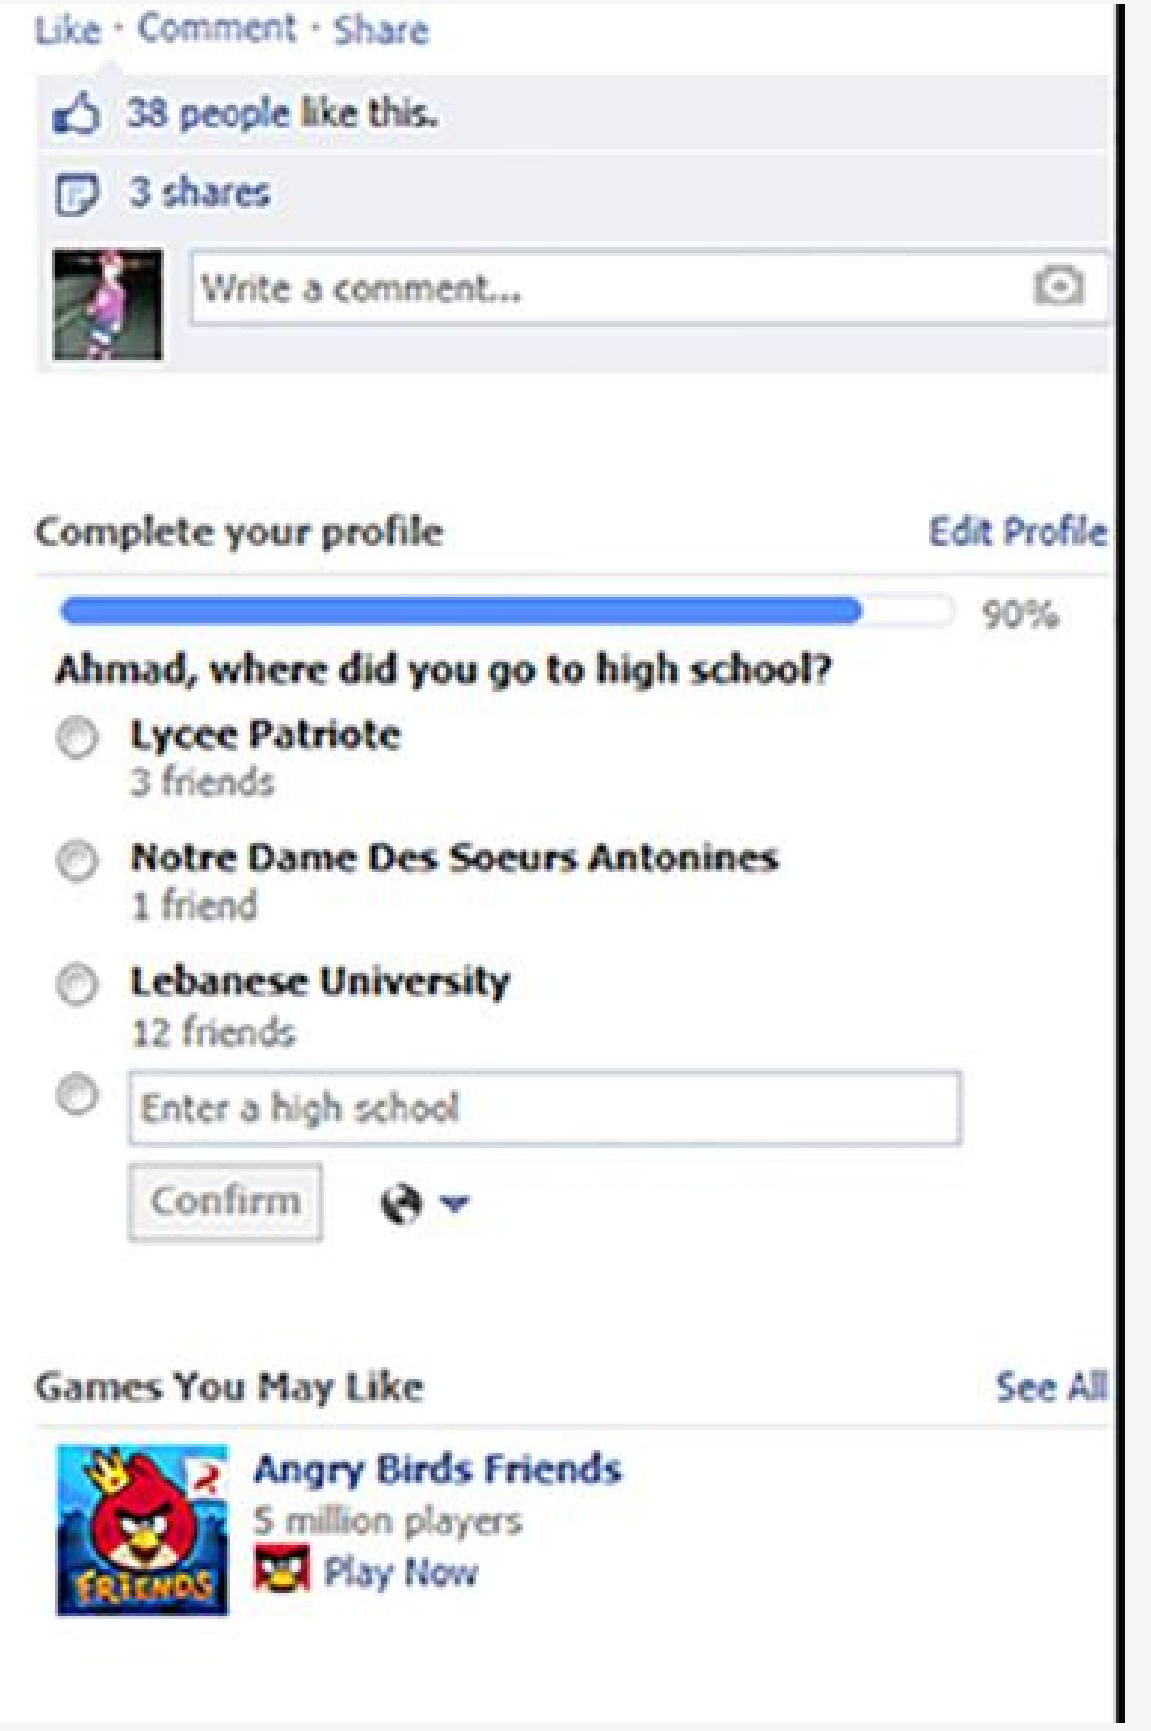 Like · Comment · Share
38 people like this.
3 shares
Write a comment...
Complete your profile Edit Profile
90%
Ahmad, where did you go to high school?
Lycee Patriote
3 friends
Notre Dame Des Soeurs Antonines
1 friend
Lebanese University
12 friends
Enter a high school
Confirm
Games You May Like See All
Angry Birds Friends
5 million players
Play Now
FRIENDS